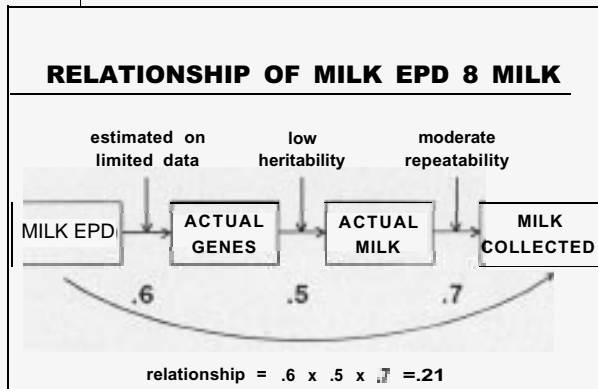 RELATIONSHIP OF MILK EPD 8 MILK
estimated on
limited data
low
heritability
moderate
repeatability
MILK EPD
ACTUAL
GENES
ACTUAL
MILK
MILK
COLLECTED
.6
.5
.7
relationship = .6 x .5 x .7 =.21